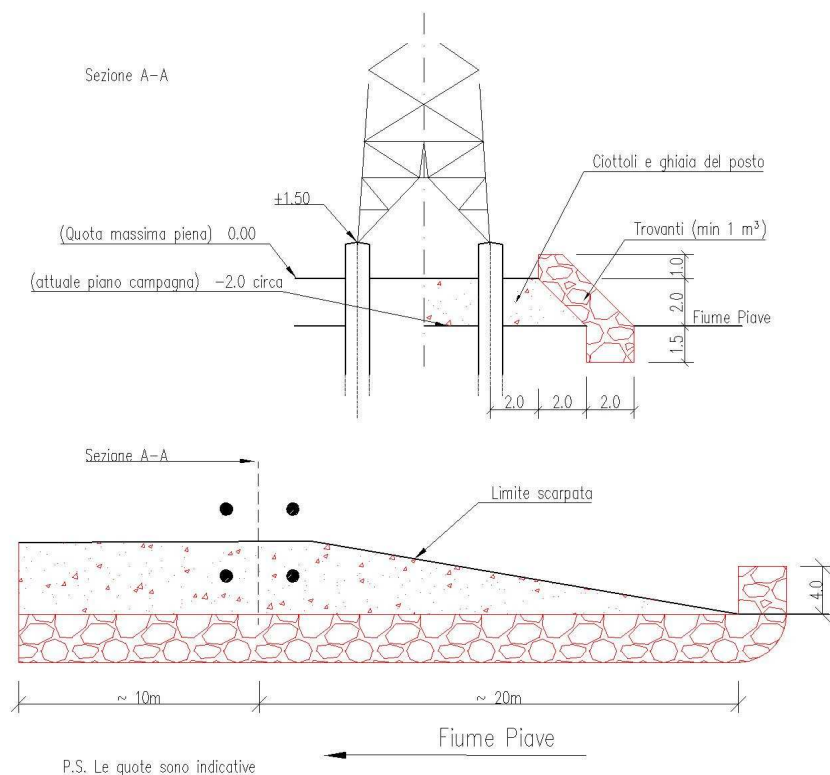 Sezione A-A
Ciottoli e ghiaia del posto
+1.50
Trovanti (min 1 m³)
(Quota massima piena) 0.00
(attuale piano campagna) -2.0 circa
1.0
2.0
1.5
Fiume Piave
2.0 2.0 2.0
Sezione A-A
Limite scarpata
4.0
~ 10m
~ 20m
Fiume Piave
P.S. Le quote sono indicative